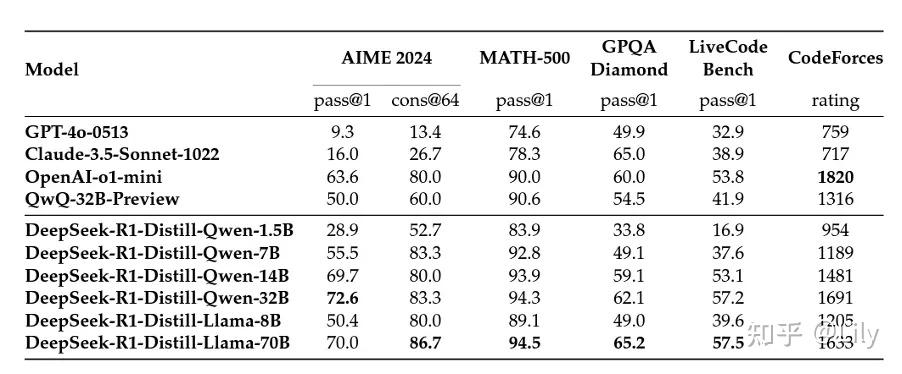 Model AIME 2024 MATH-500 GPQA Diamond LiveCode Bench CodeForces
pass@1 cons@64 pass@1 pass@1 pass@1 rating
GPT-4o-0513 9.3 13.4 74.6 49.9 32.9 759
Claude-3.5-Sonnet-1022 16.0 26.7 78.3 65.0 38.9 717
OpenAI-o1-mini 63.6 80.0 90.0 60.0 53.8 1820
QwQ-32B-Preview 50.0 60.0 90.6 54.5 41.9 1316
DeepSeek-R1-Distill-Qwen-1.5B 28.9 52.7 83.9 33.8 16.9 954
DeepSeek-R1-Distill-Qwen-7B 55.5 83.3 92.8 49.1 37.6 1189
DeepSeek-R1-Distill-Qwen-14B 69.7 80.0 93.9 59.1 53.1 1481
DeepSeek-R1-Distill-Qwen-32B 72.6 83.3 94.3 62.1 57.2 1691
DeepSeek-R1-Distill-Llama-8B 50.4 80.0 89.1 49.0 39.6 1205
DeepSeek-R1-Distill-Llama-70B 70.0 86.7 94.5 65.2 57.5 1633
知乎 @Lily